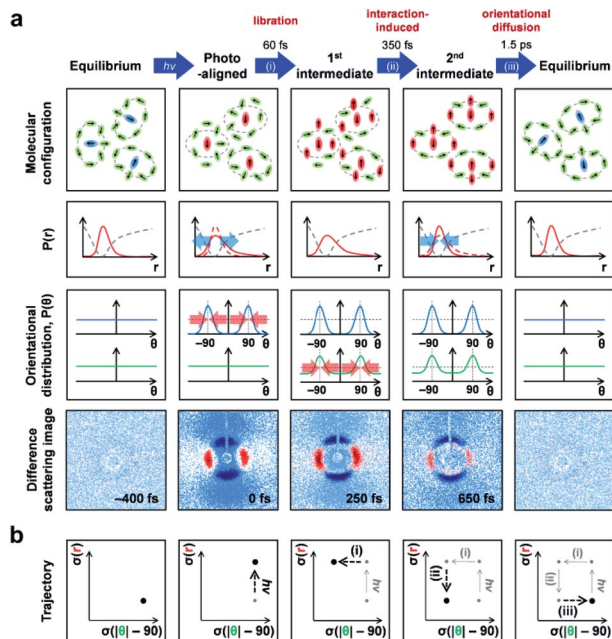 a
libration
interaction-
induced
orientational
diffusion
60 fs
350 fs
1.5 ps
Equilibrium
hν
Photo
-aligned
(i)
1st
intermediate
(ii)
2nd
intermediate
(iii)
Equilibrium
Molecular
configuration
P(r)
r
r
r
r
r
Orientational
distribution, P(θ)
θ
−90
90
θ
−90
90
θ
−90
90
θ
θ
θ
θ
−90
90
θ
−90
90
θ
θ
Difference
scattering image
−400 fs
0 fs
250 fs
650 fs
b
Trajectory
σ(r)
σ(|θ| − 90)
σ(r)
hν
σ(|θ| − 90)
σ(r)
(i)
hν
σ(|θ| − 90)
σ(r)
(i)
(ii)
hν
σ(|θ| − 90)
σ(r)
(i)
(ii)
hν
(iii)
σ(|θ| − 90)